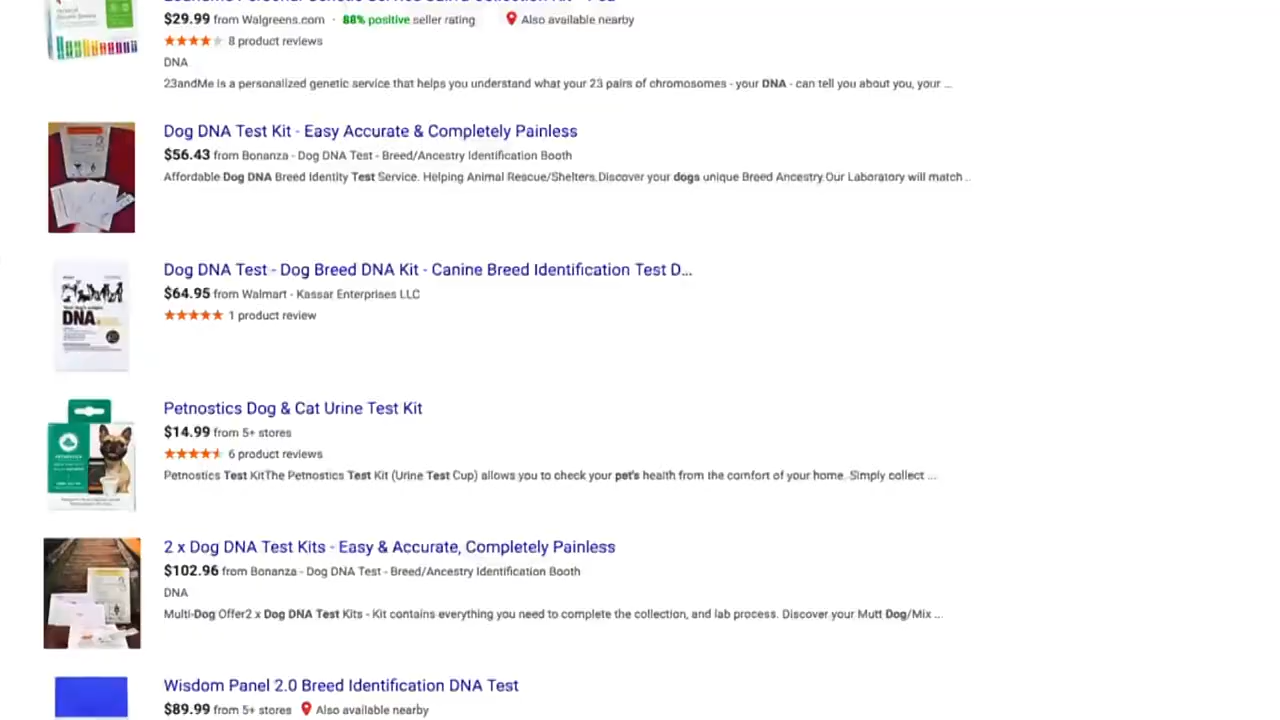 $29.99 from Walgreens.com · 88% positive seller rating Also available nearby
8 product reviews
DNA
23andMe is a personalized genetic service that helps you understand what your 23 pairs of chromosomes - your DNA - can tell you about you, your ...
Dog DNA Test Kit - Easy Accurate & Completely Painless
$56.43 from Bonanza - Dog DNA Test - Breed/Ancestry Identification Booth
Affordable Dog DNA Breed Identity Test Service. Helping Animal Rescue/Shelters.Discover your dogs unique Breed Ancestry.Our Laboratory will match ..
Dog DNA Test - Dog Breed DNA Kit - Canine Breed Identification Test D...
$64.95 from Walmart - Kassar Enterprises LLC
1 product review
DNA
Petnostics Dog & Cat Urine Test Kit
$14.99 from 5+ stores
6 product reviews
Petnostics Test KitThe Petnostics Test Kit (Urine Test Cup) allows you to check your pet's health from the comfort of your home. Simply collect ...
2 x Dog DNA Test Kits - Easy & Accurate, Completely Painless
$102.96 from Bonanza - Dog DNA Test - Breed/Ancestry Identification Booth
DNA
Multi-Dog Offer2 x Dog DNA Test Kits - Kit contains everything you need to complete the collection, and lab process. Discover your Mutt Dog/Mix ...
Wisdom Panel 2.0 Breed Identification DNA Test
$89.99 from 5+ stores Also available nearby